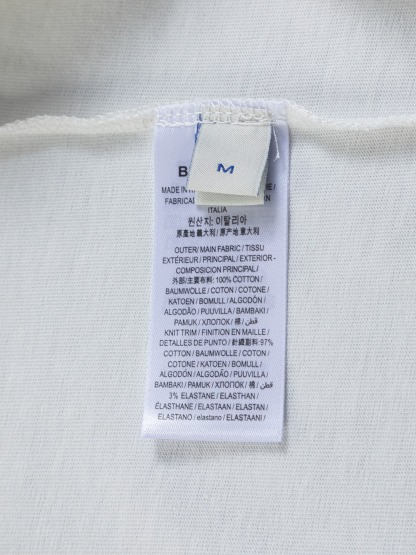 M
MADE IN
FABRICA
ITALIA
원산지: 이탈리아
原產地 義大利 / 原产地 意大利
OUTER/ MAIN FABRIC / TISSU
EXTÉRIEUR / PRINCIPAL / EXTERIOR -
COMPOSICION PRINCIPAL /
外部/主要布料: 100% COTTON /
BAUMWOLLE / COTON / COTONE /
KATOEN / BOMULL / ALGODÓN /
ALGODÃO / PUUVILLA / BAMBAKI /
PAMUK / ХЛОПОК / 棉 / قطن /
KNIT TRIM / FINITION EN MAILLE /
DETALLES DE PUNTO / 針織副料: 97%
COTTON / BAUMWOLLE / COTON /
COTONE / KATOEN / BOMULL /
ALGODÓN / ALGODÃO / PUUVILLA /
BAMBAKI / PAMUK / ХЛОПОК / 棉 / قطن /
3% ELASTANE / ELASTHAN /
ÉLASTHANE / ELASTAAN / ELASTAN /
ELASTANO / elastano / ELASTAANI /